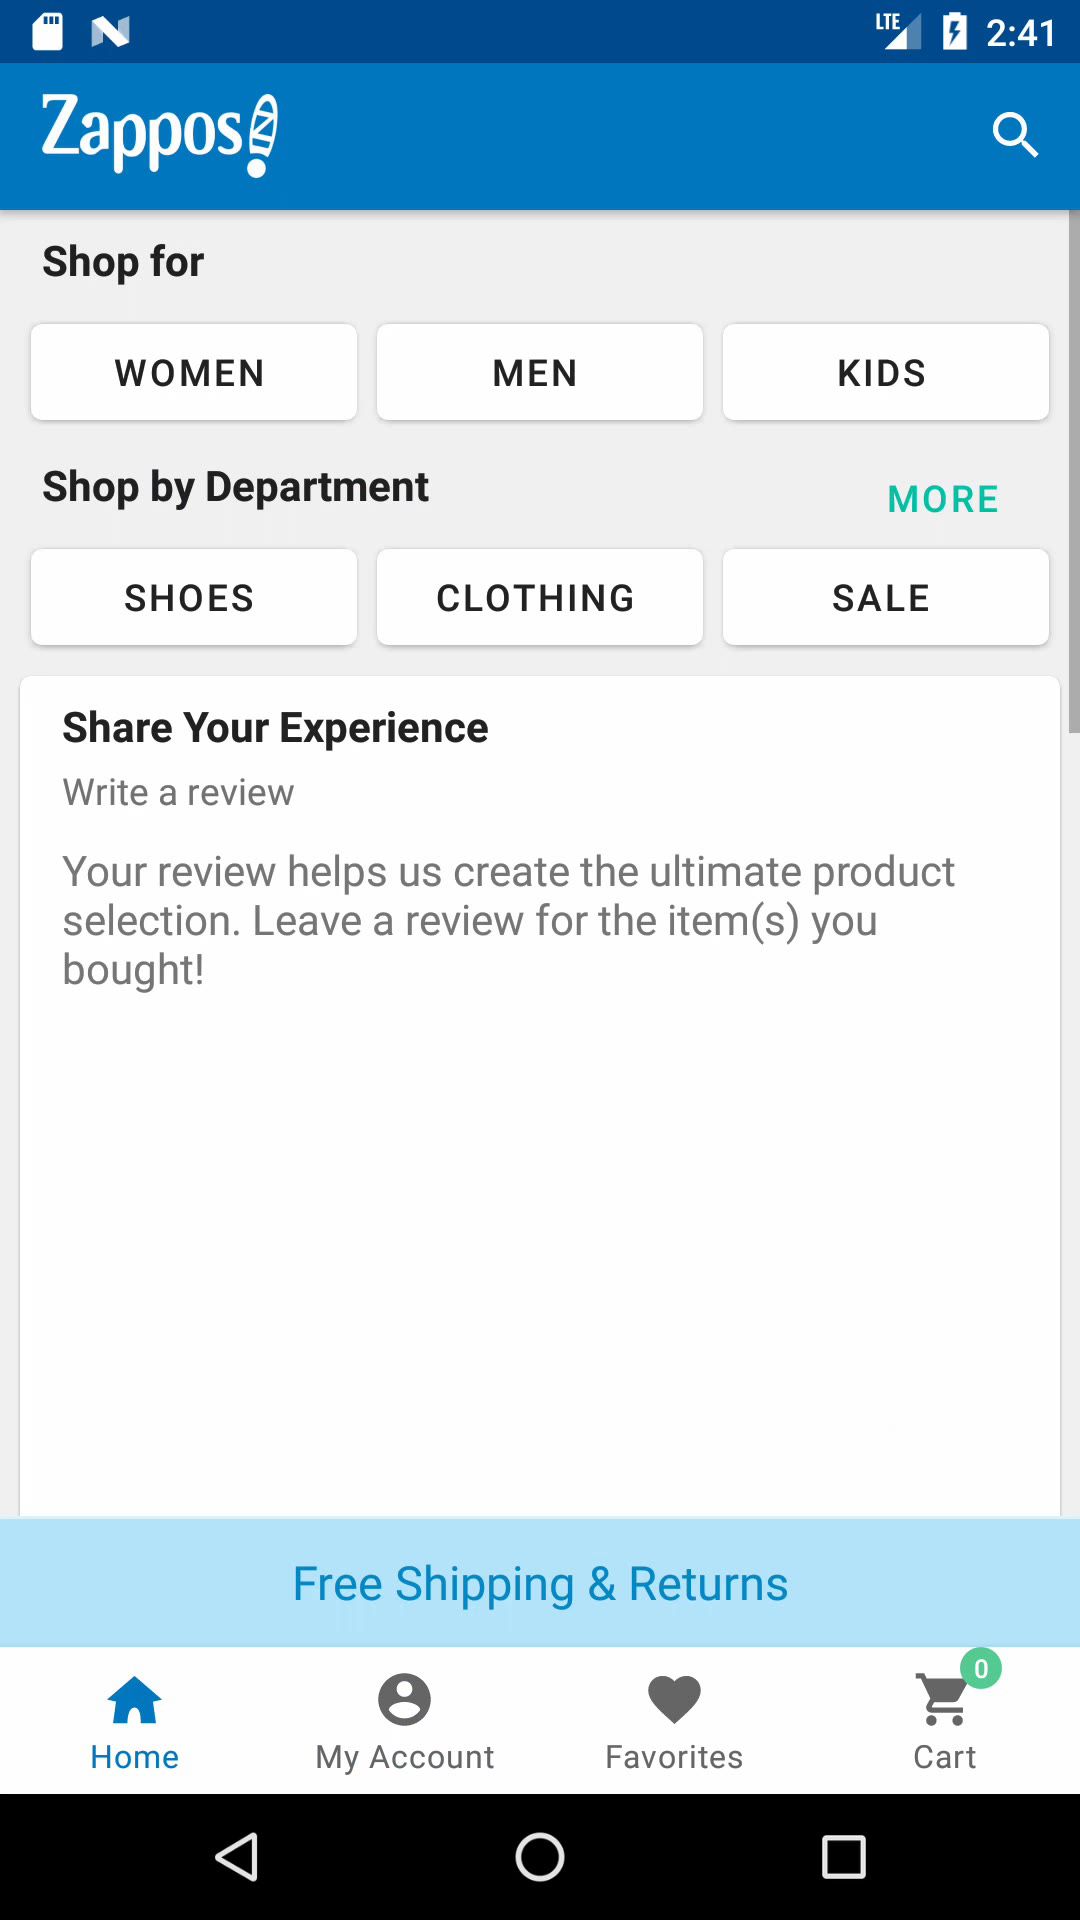 LTE 2:41
Zappos
Shop for
WOMEN MEN KIDS
Shop by Department
MORE
SHOES CLOTHING SALE
Share Your Experience
Write a review
Your review helps us create the ultimate product
selection. Leave a review for the item(s) you
bought!
Free Shipping & Returns
0
Home My Account Favorites Cart